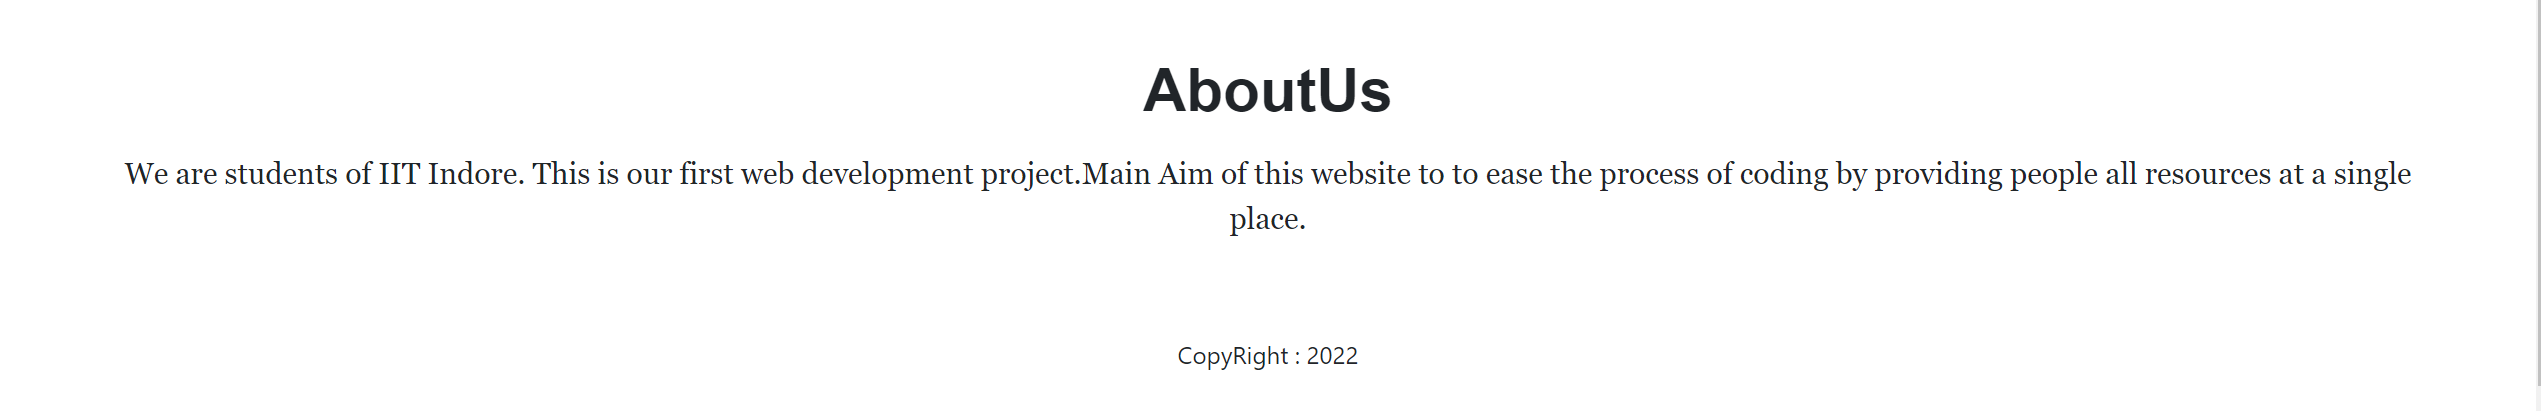 AboutUs
We are students of IIT Indore. This is our first web development project.Main Aim of this website to to ease the process of coding by providing people all resources at a single
place.
CopyRight : 2022